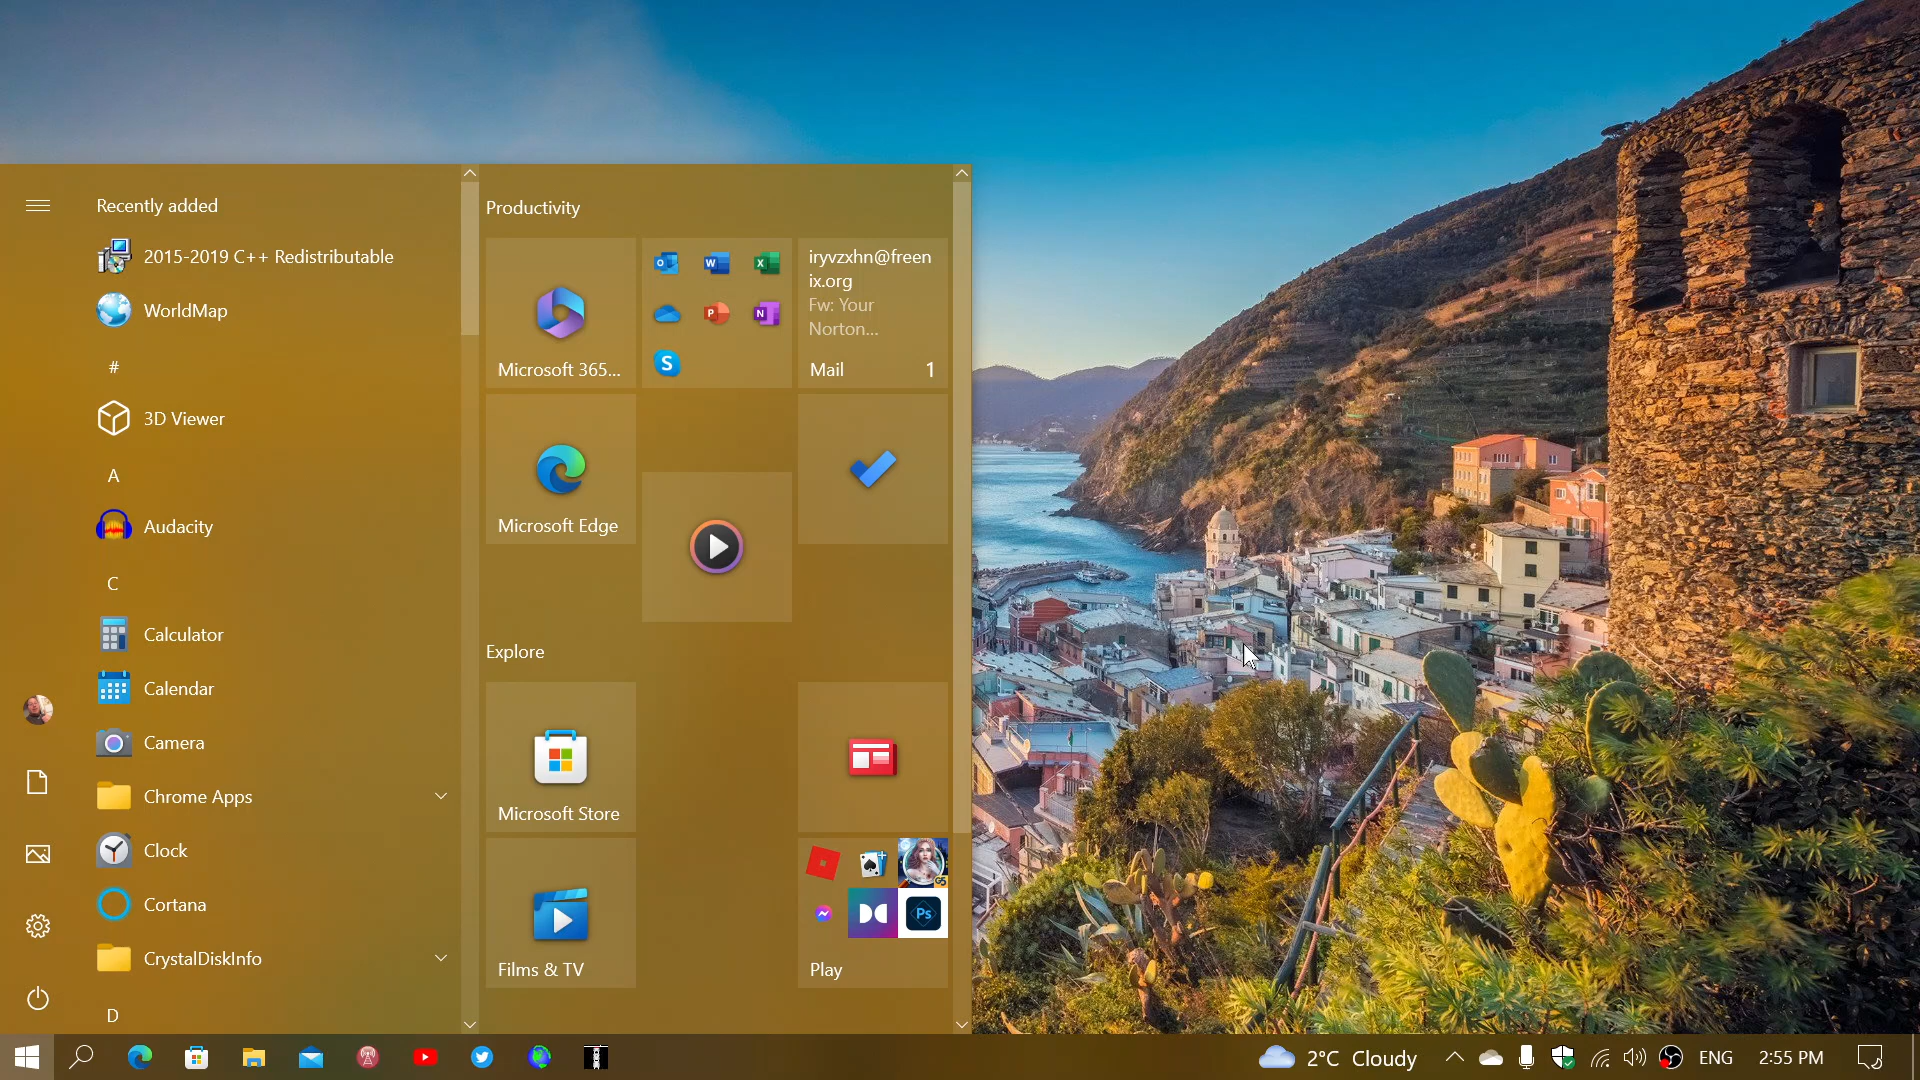 Recently added
2015-2019 C++ Redistributable
WorldMap
#
3D Viewer
A
Audacity
C
Calculator
Calendar
Camera
Chrome Apps
Clock
Cortana
CrystalDiskInfo
D
Productivity
Microsoft 365...
O
W
X
P
N
S
iryvzxhn@freen
ix.org
Fw: Your
Norton...
Mail 1
Microsoft Edge
Explore
Microsoft Store
Films & TV
Ps
Play
2°C Cloudy
ENG
2:55 PM